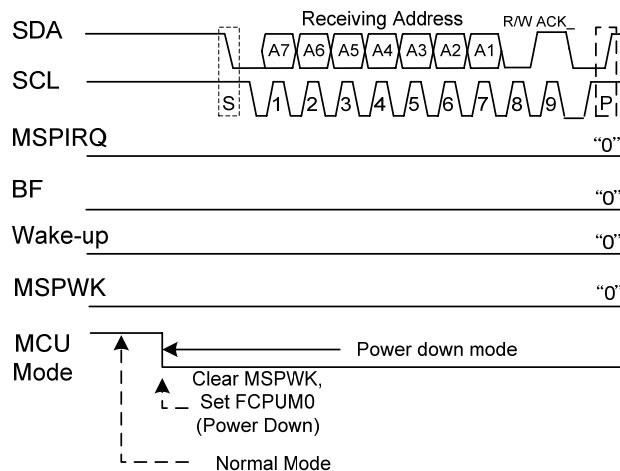 Receiving Address
R/W ACK_
SDA
A7 A6 A5 A4 A3 A2 A1
SCL
S 1 2 3 4 5 6 7 8 9 P
MSPIRQ “0”
BF “0”
Wake-up “0”
MSPWK “0”
MCU
Mode
Power down mode
Clear MSPWK,
Set FCPUM0
(Power Down)
Normal Mode